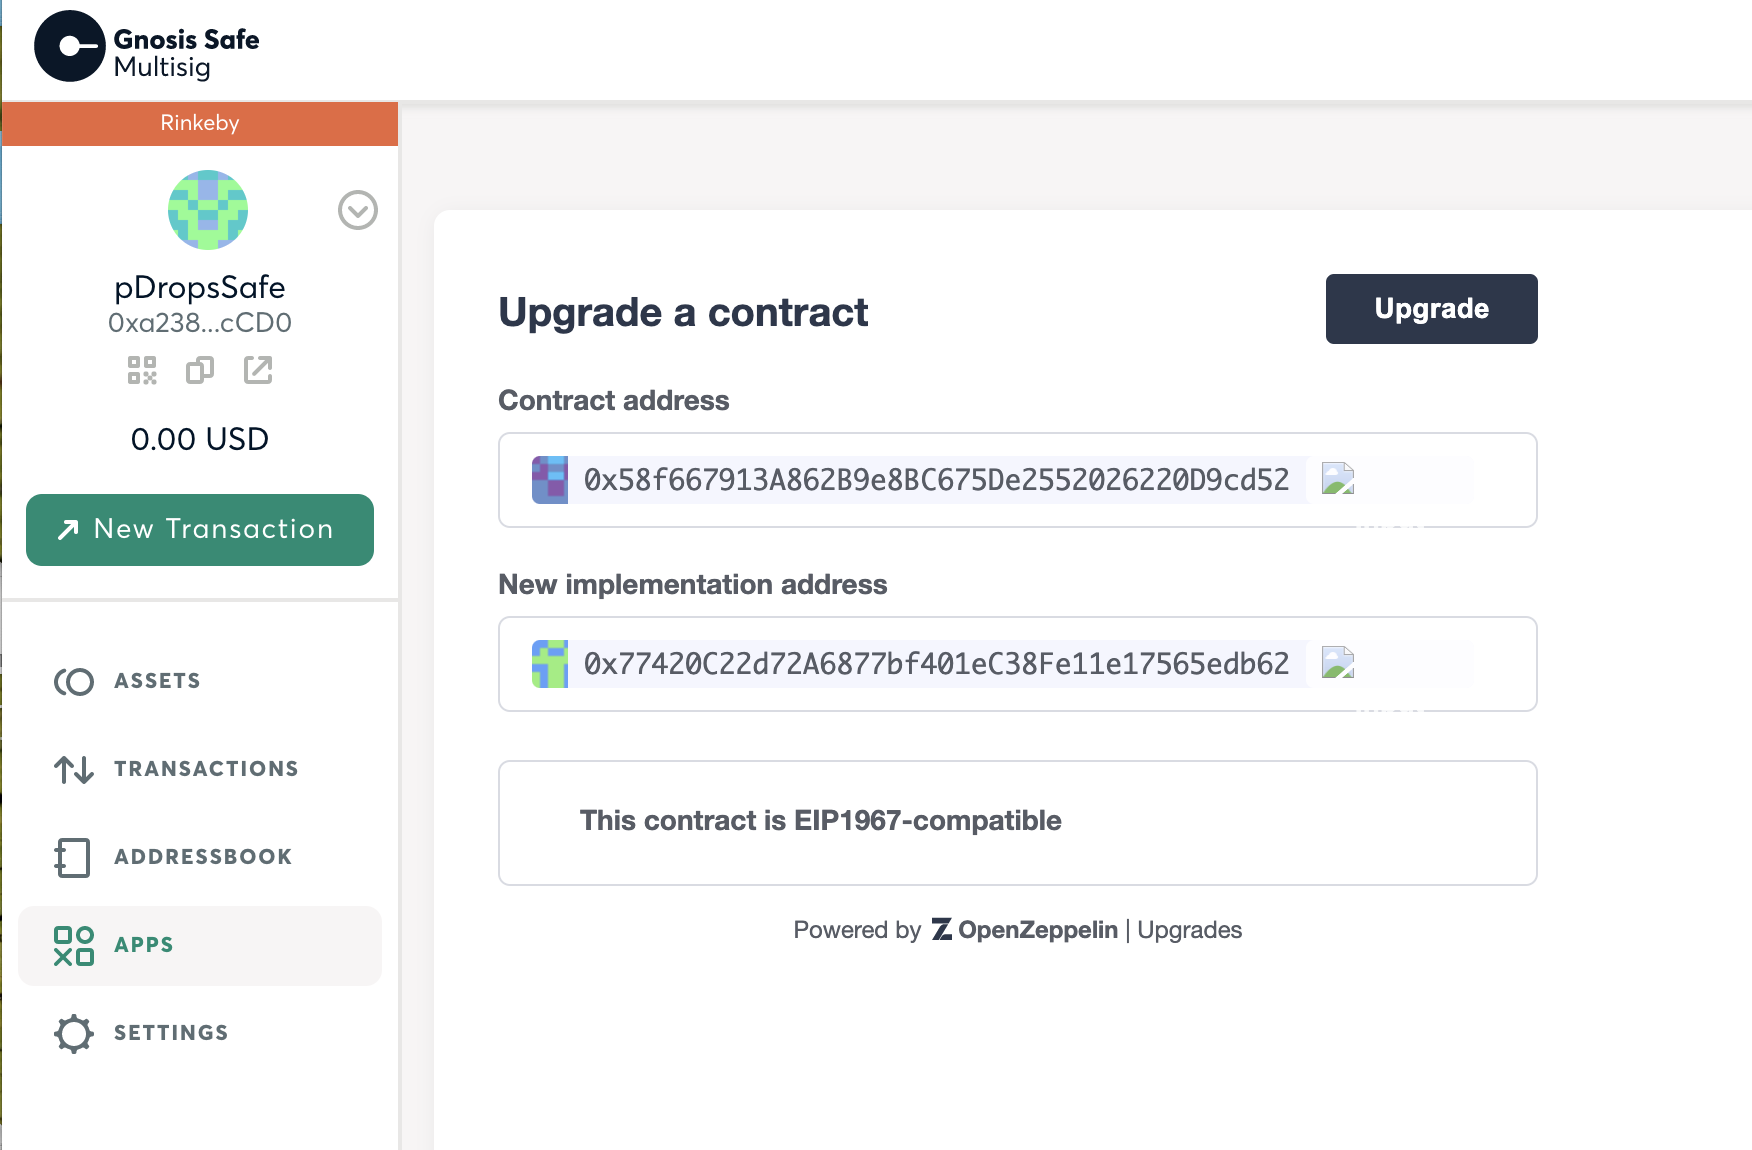 Gnosis Safe
Multisig
Rinkeby
pDropsSafe
0xa238...cCD0
0.00 USD
New Transaction
ASSETS
TRANSACTIONS
ADDRESSBOOK
APPS
SETTINGS
Upgrade a contract
Upgrade
Contract address
0x58f667913A862B9e8BC675De2552026220D9cd52
New implementation address
0x77420C22d72A6877bf401eC38Fe11e17565edb62
This contract is EIP1967-compatible
Powered by OpenZeppelin | Upgrades